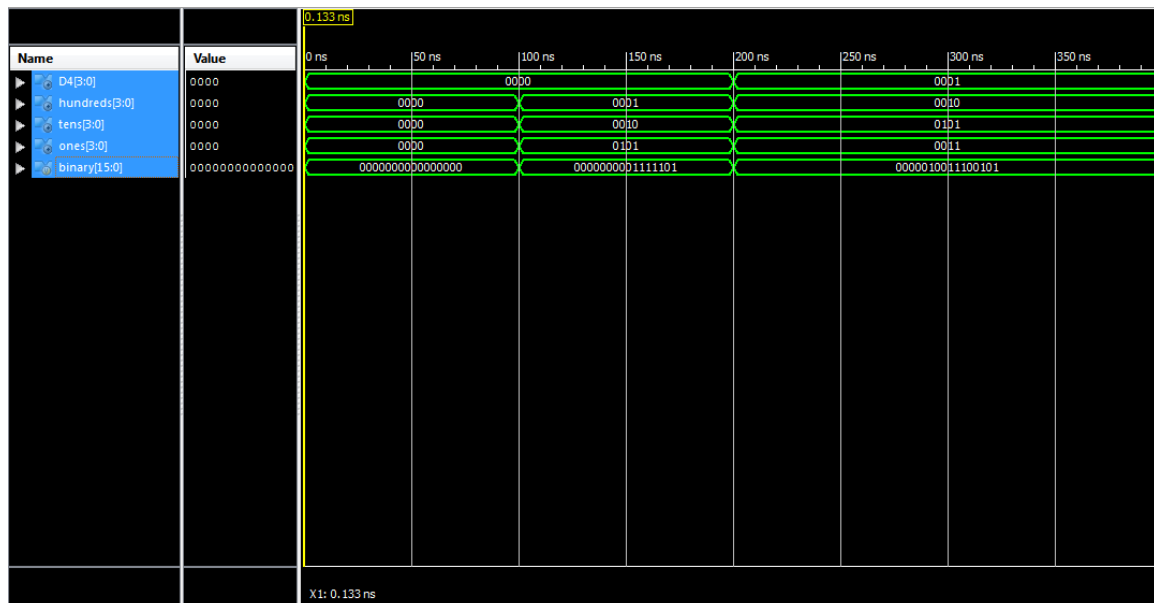 0.133 ns
Name Value 0 ns 50 ns 100 ns 150 ns 200 ns 250 ns 300 ns 350 ns
D4[3:0] 0000 0000 0001
hundreds[3:0] 0000 0000 0001 0010
tens[3:0] 0000 0000 0010 0101
ones[3:0] 0000 0000 0101 0011
binary[15:0] 00000000000000 0000000000000000 0000000001111101 0000010011100101
X1: 0.133 ns